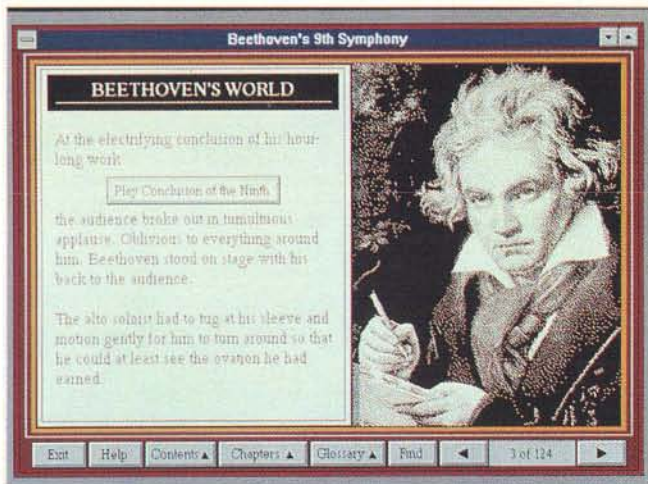 Beethoven's 9th Symphony
BEETHOVEN'S WORLD
At the electrifying conclusion of his hour-
long work
Play Conclusion of the Ninth
the audience broke out in tumultuous
applause. Oblivious to everything around
him, Beethoven stood on stage with his
back to the audience.
The alto soloist had to tug at his sleeve and
motion gently for him to turn around so that
he could at least see the ovation he had
earned.
Exit Help Contents▲ Chapters ▲ Glossary ▲ Find ◄ 3 of 124 ►